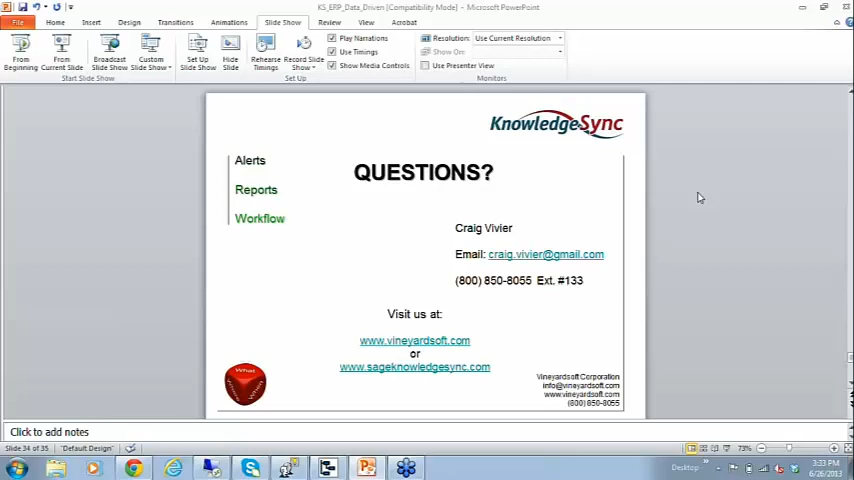 KS_ERP_Data_Driven [Compatibility Mode] - Microsoft PowerPoint
File Home Insert Design Transitions Animations Slide Show Review View Acrobat
From Beginning
From Current Slide
Broadcast Slide Show
Custom Slide Show
Set Up Slide Show
Hide Slide
Rehearse Timings
Record Slide Show
Play Narrations
Use Timings
Show Media Controls
Resolution: Use Current Resolution
Show On:
Use Presenter View
Start Slide Show Set Up Monitors
KnowledgeSync
Alerts
Reports
Workflow
QUESTIONS?
Craig Vivier
Email: craig.vivier@gmail.com
(800) 850-8055 Ext. #133
Visit us at:
www.vineyardsoft.com
or
www.sageknowledgesync.com
What
When
Vineyardsoft Corporation
info@vineyardsoft.com
www.vineyardsoft.com
(800) 850-8055
Click to add notes
Slide 34 of 35 "Default Design" 73%
Desktop
3:33 PM
6/26/2013